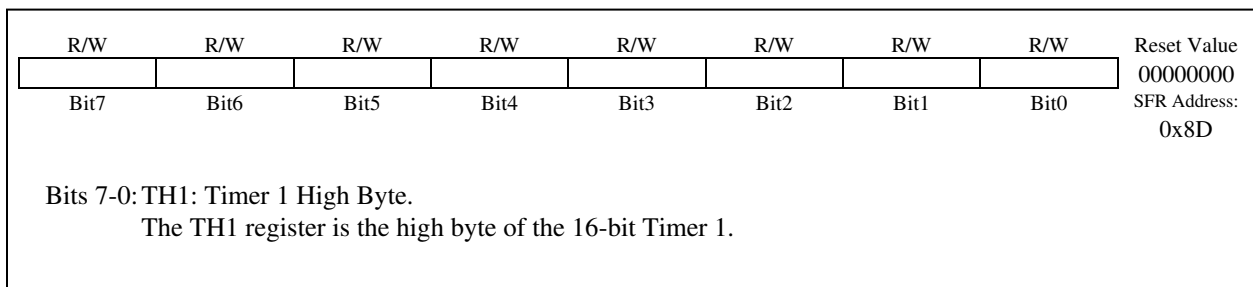 R/W R/W R/W R/W R/W R/W R/W R/W Reset Value
00000000
Bit7 Bit6 Bit5 Bit4 Bit3 Bit2 Bit1 Bit0 SFR Address:
0x8D
Bits 7-0: TH1: Timer 1 High Byte.
The TH1 register is the high byte of the 16-bit Timer 1.